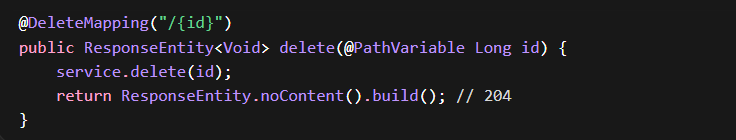 @DeleteMapping("/{id}")
public ResponseEntity<Void> delete(@PathVariable Long id) {
    service.delete(id);
    return ResponseEntity.noContent().build(); // 204
}